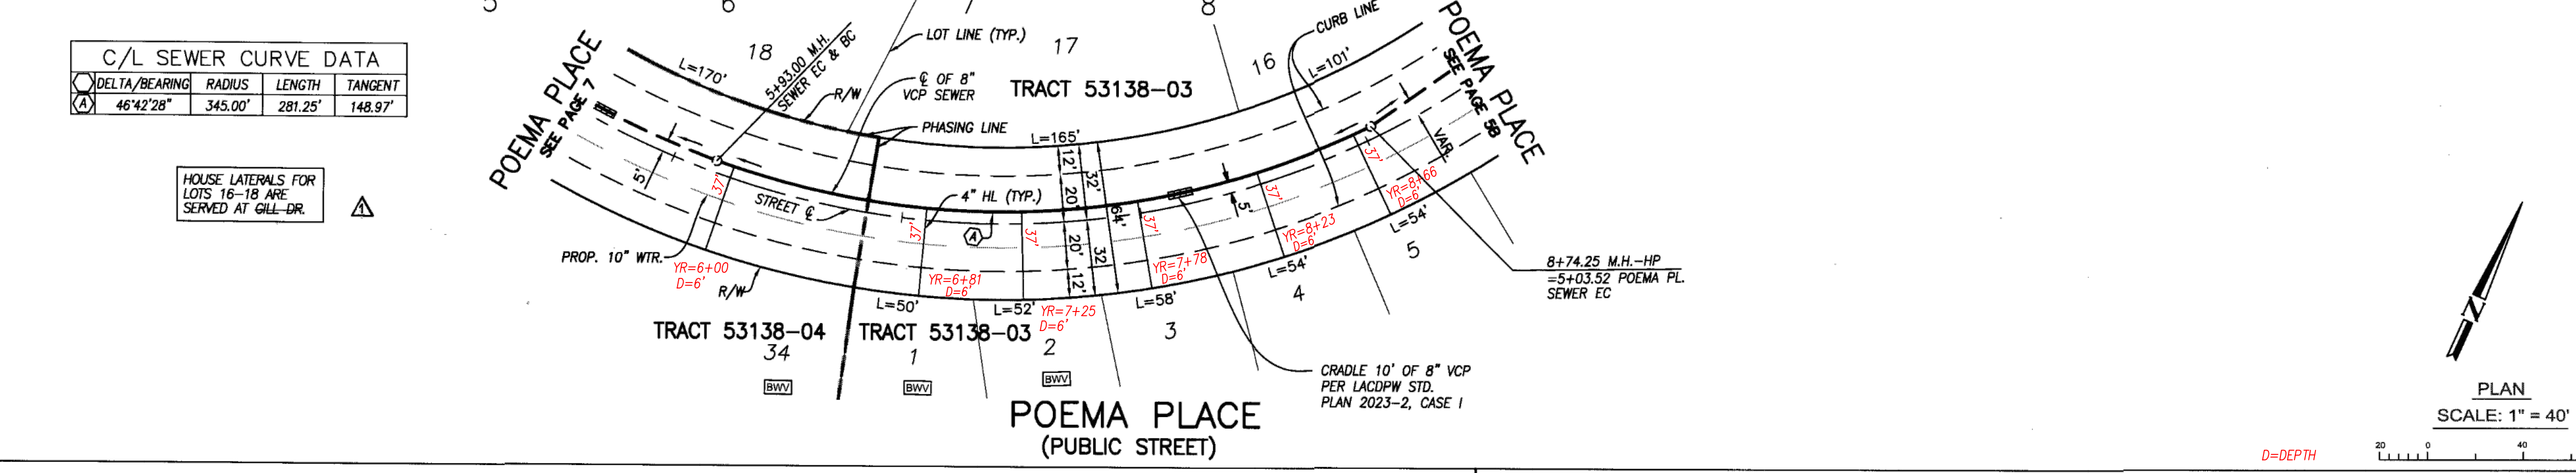 5
6
7
8
C/L SEWER CURVE DATA
DELTA/BEARING RADIUS LENGTH TANGENT
A 46°42'28" 345.00' 281.25' 148.97'
HOUSE LATERALS FOR
LOTS 16-18 ARE
SERVED AT GILL DR.
1
POEMA PLACE
SEE PAGE 7
L=170'
18
5+93.00 M.H.
SEWER EC & BC
R/W
LOT LINE (TYP.)
℄ OF 8"
VCP SEWER
PHASING LINE
17
TRACT 53138-03
16
CURB LINE
L=101'
L=165'
POEMA PLACE
SEE PAGE 5B
VAR.
5'
37'
STREET ℄
4" HL (TYP.)
A
37'
37'
12'
20'
20'
12'
32'
32'
64'
37'
5'
37'
37'
PROP. 10" WTR.
YR=6+00
D=6'
R/W
YR=6+81
D=6'
YR=7+25
D=6'
YR=7+78
D=6'
YR=8+23
D=6'
YR=8+66
D=6'
L=50'
L=52'
L=58'
L=54'
L=54'
TRACT 53138-04
34
BWV
TRACT 53138-03
1
BWV
2
BWV
3
4
5
8+74.25 M.H.-HP
=5+03.52 POEMA PL.
SEWER EC
CRADLE 10' OF 8" VCP
PER LACDPW STD.
PLAN 2023-2, CASE I
POEMA PLACE
(PUBLIC STREET)
N
PLAN
SCALE: 1" = 40'
20 0 40
D=DEPTH